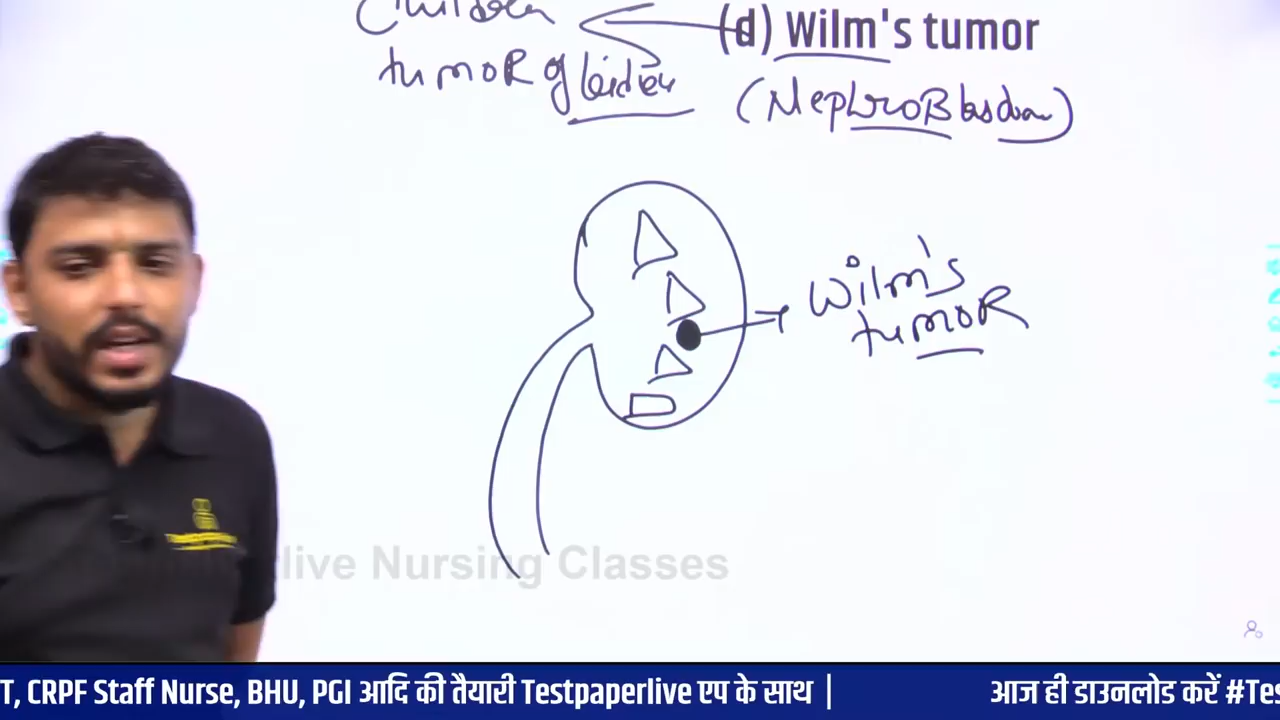 Children
(d) Wilm's tumor
tumoR of kidney
(NephroBlastoma)
Wilm's
tumoR
live Nursing Classes
T, CRPF Staff Nurse, BHU, PGI आदि की तैयारी Testpaperlive एप के साथ |
आज ही डाउनलोड करें #Tes